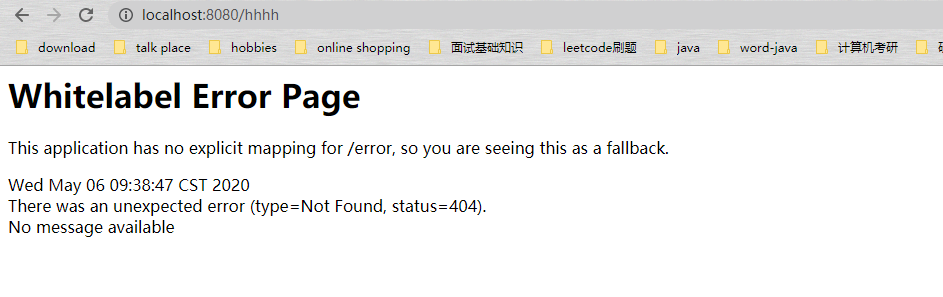 localhost:8080/hhhh
download talk place hobbies online shopping 面试基础知识 leetcode刷题 java word-java 计算机考研
Whitelabel Error Page
This application has no explicit mapping for /error, so you are seeing this as a fallback.
Wed May 06 09:38:47 CST 2020
There was an unexpected error (type=Not Found, status=404).
No message available